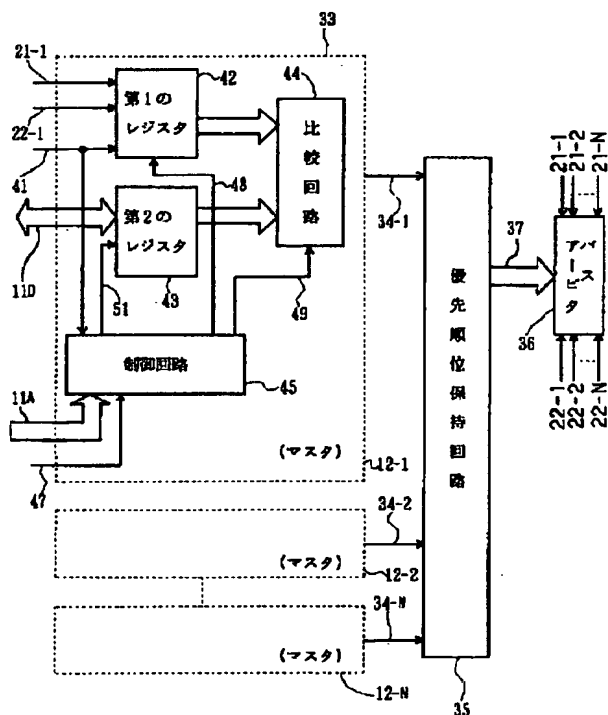 33
21-1
22-1
41
11D
42
第1の
レジスタ
48
第2の
レジスタ
43
51
44
比較回路
49
制御回路
45
11A
47
(マスタ)
12-1
34-1
34-2
(マスタ)
12-2
34-N
(マスタ)
12-N
優先順位保持回路
35
37
21-1
21-2
21-N
バス
アービタ
36
22-1
22-2
22-N